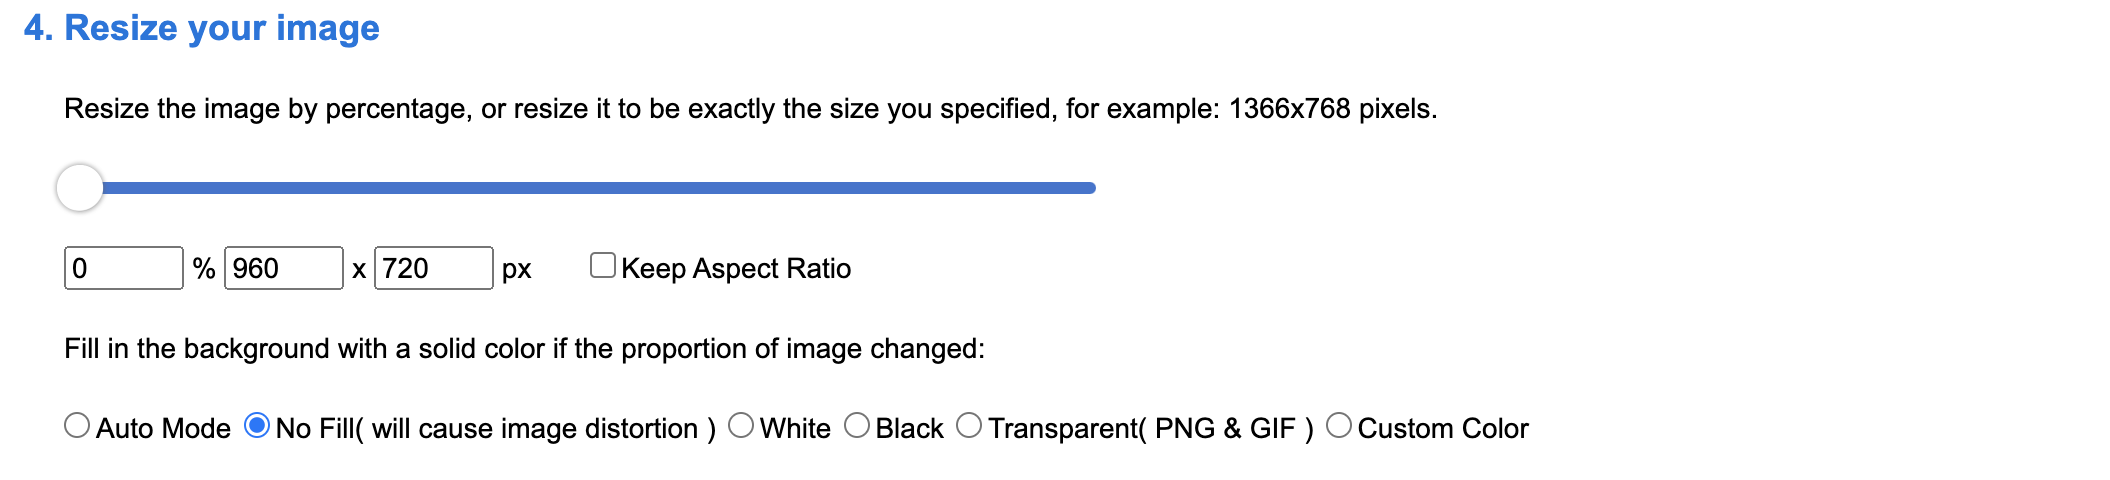 4. Resize your image
Resize the image by percentage, or resize it to be exactly the size you specified, for example: 1366x768 pixels.
0 % 960 x 720 px Keep Aspect Ratio
Fill in the background with a solid color if the proportion of image changed:
Auto Mode No Fill( will cause image distortion ) White Black Transparent( PNG & GIF ) Custom Color